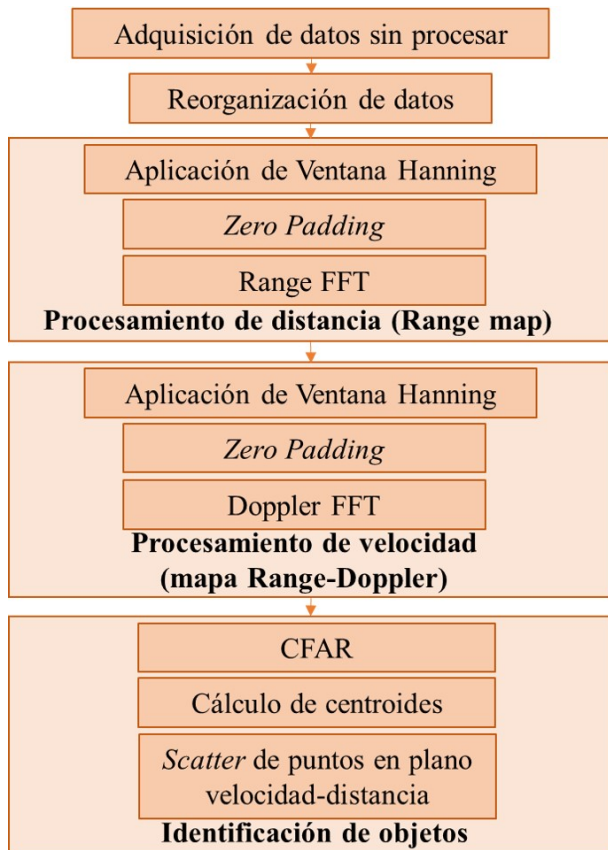 Adquisición de datos sin procesar
Reorganización de datos
Aplicación de Ventana Hanning
Zero Padding
Range FFT
Procesamiento de distancia (Range map)
Aplicación de Ventana Hanning
Zero Padding
Doppler FFT
Procesamiento de velocidad
(mapa Range-Doppler)
CFAR
Cálculo de centroides
Scatter de puntos en plano
velocidad-distancia
Identificación de objetos